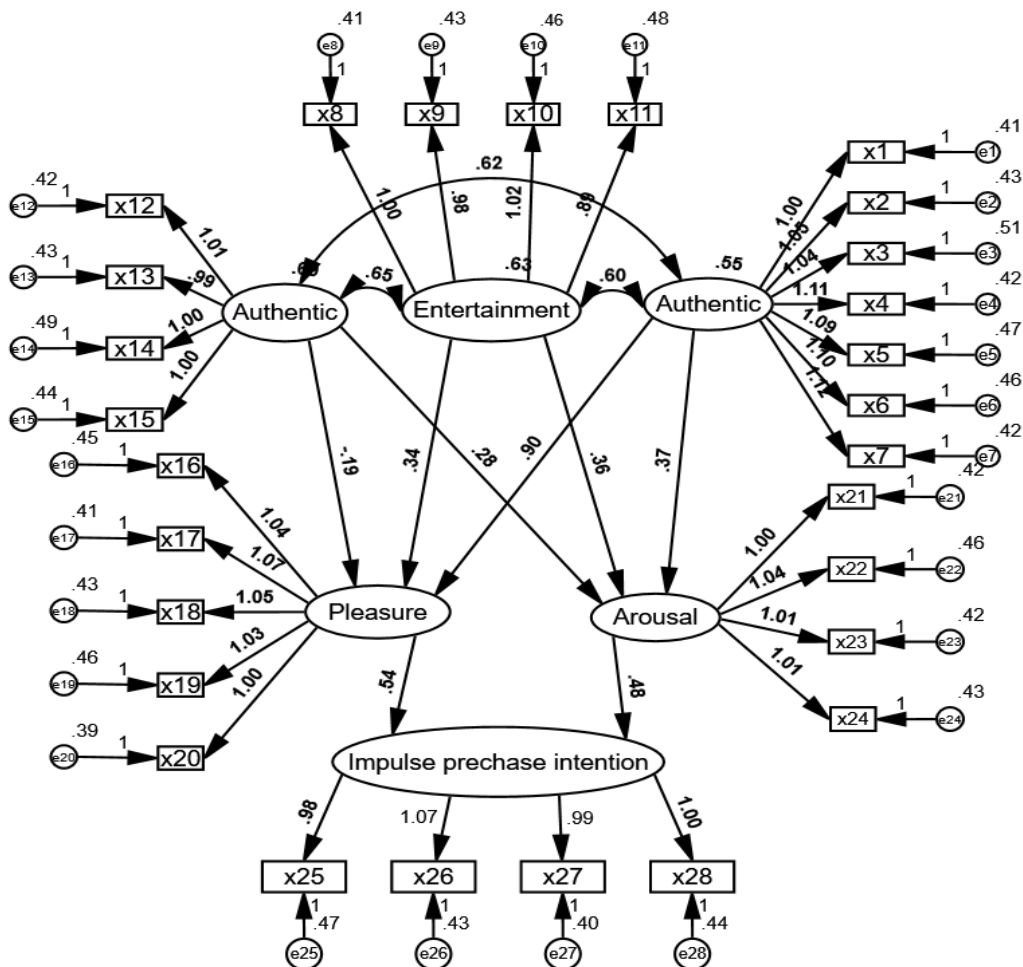 .41 .43 .46 .48
e8 e9 e10 e11
1 1 1 1
x8 x9 x10 x11
.62
1.00 .98 1.02 .89
.42 e12 1 x12 1.01
.43 e13 1 x13 .99
.49 e14 1 x14 1.00
.44 e15 1 x15 1.00
.65 .63 .60 .55
Authentic Entertainment Authentic
1.00 x1 1 e1 .41
1.05 x2 1 e2 .43
1.04 x3 1 e3 .51
1.11 x4 1 e4 .42
1.09 x5 1 e5 .47
1.10 x6 1 e6 .46
1.12 x7 1 e7 .42
-.19 .34 .28 .90 .36 .37
.45 e16 1 x16 1.04
.41 e17 1 x17 1.07
.43 e18 1 x18 1.05
.46 e19 1 x19 1.03
.39 e20 1 x20 1.00
Pleasure Arousal
1.00 x21 1 e21 .42
1.04 x22 1 e22 .46
1.01 x23 1 e23 .42
1.01 x24 1 e24 .43
.54 .48
Impulse prechase intention
.98 1.07 .99 1.00
x25 x26 x27 x28
1 1 1 1
.47 .43 .40 .44
e25 e26 e27 e28